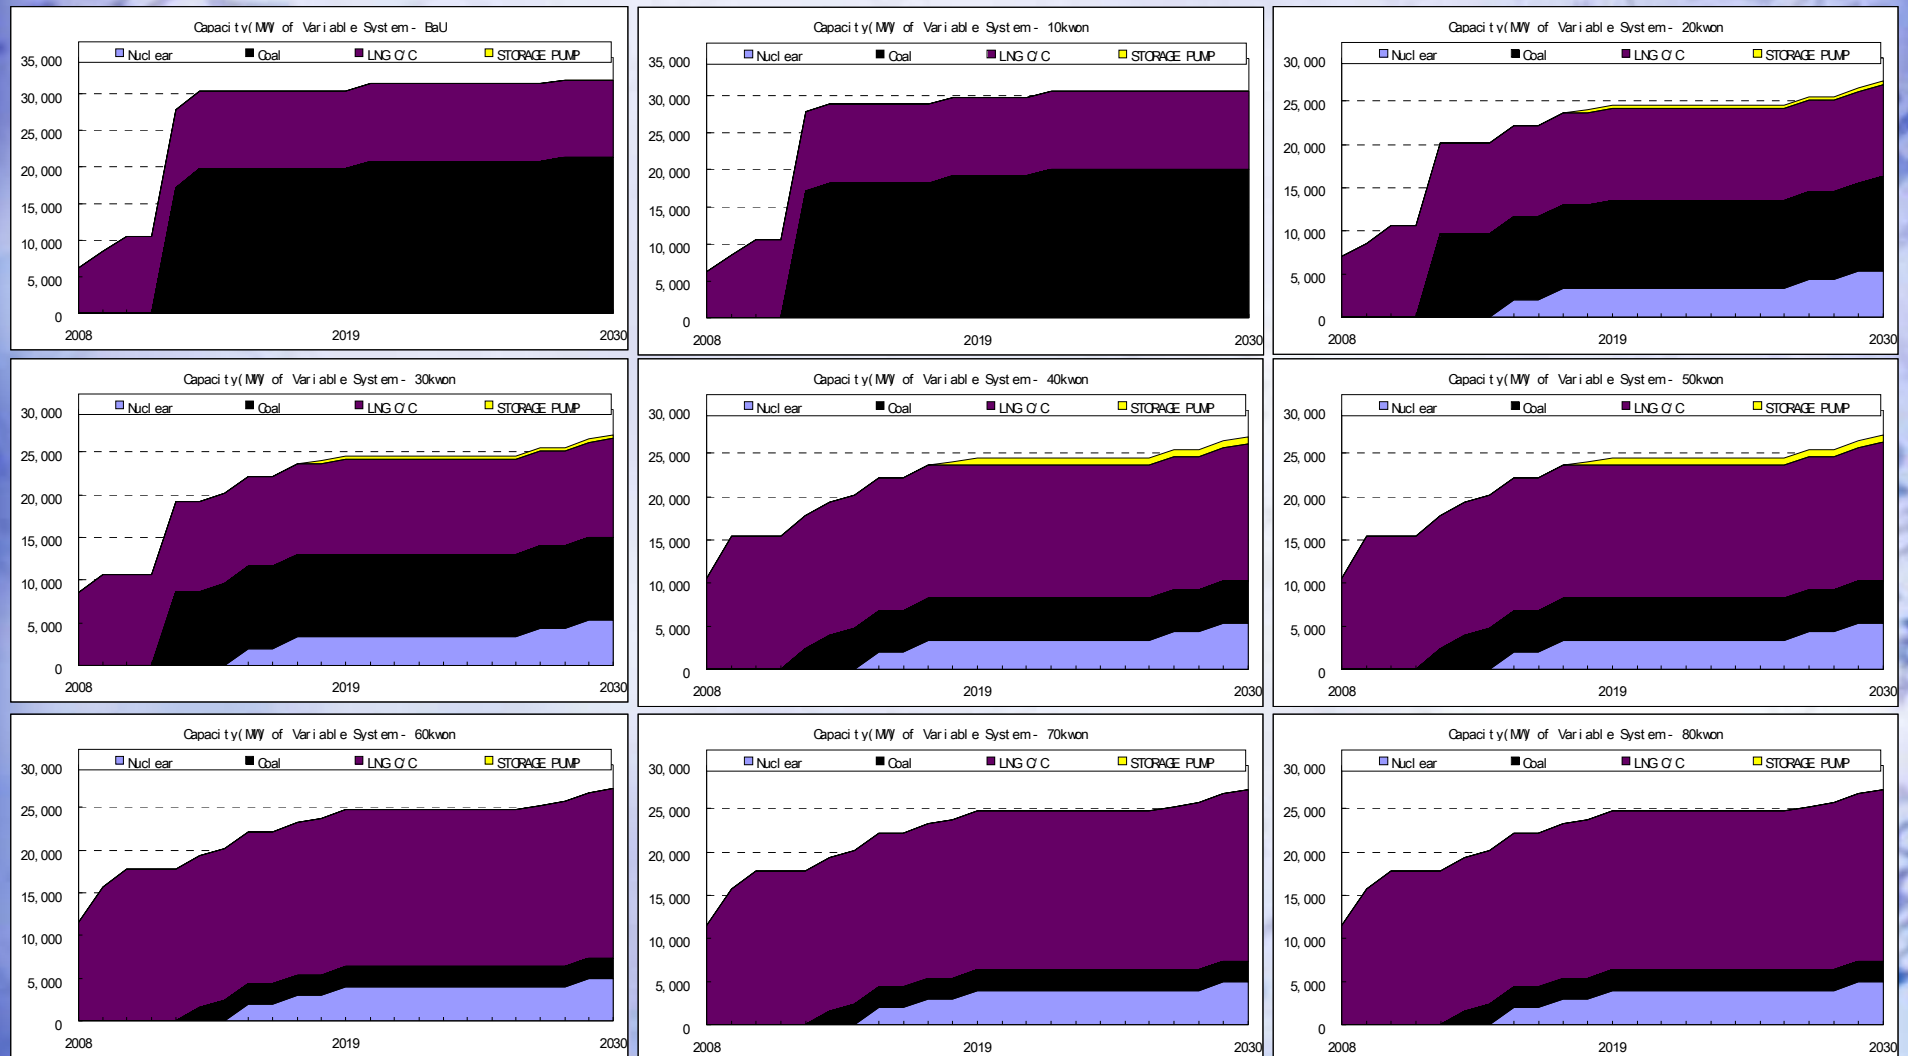 Capacity(MW) of Variable System- BaU
Nuclear Coal LNG C/C STORAGE PUMP
35,000
30,000
25,000
20,000
15,000
10,000
5,000
0
2008 2019 2030
Capacity(MW) of Variable System- 10kwon
Nuclear Coal LNG C/C STORAGE PUMP
35,000
30,000
25,000
20,000
15,000
10,000
5,000
0
2008 2019 2030
Capacity(MW) of Variable System- 20kwon
Nuclear Coal LNG C/C STORAGE PUMP
30,000
25,000
20,000
15,000
10,000
5,000
0
2008 2019 2030
Capacity(MW) of Variable System- 30kwon
Nuclear Coal LNG C/C STORAGE PUMP
30,000
25,000
20,000
15,000
10,000
5,000
0
2008 2019 2030
Capacity(MW) of Variable System- 40kwon
Nuclear Coal LNG C/C STORAGE PUMP
30,000
25,000
20,000
15,000
10,000
5,000
0
2008 2019 2030
Capacity(MW) of Variable System- 50kwon
Nuclear Coal LNG C/C STORAGE PUMP
30,000
25,000
20,000
15,000
10,000
5,000
0
2008 2019 2030
Capacity(MW) of Variable System- 60kwon
Nuclear Coal LNG C/C STORAGE PUMP
30,000
25,000
20,000
15,000
10,000
5,000
0
2008 2019 2030
Capacity(MW) of Variable System- 70kwon
Nuclear Coal LNG C/C STORAGE PUMP
30,000
25,000
20,000
15,000
10,000
5,000
0
2008 2019 2030
Capacity(MW) of Variable System- 80kwon
Nuclear Coal LNG C/C STORAGE PUMP
30,000
25,000
20,000
15,000
10,000
5,000
0
2008 2019 2030